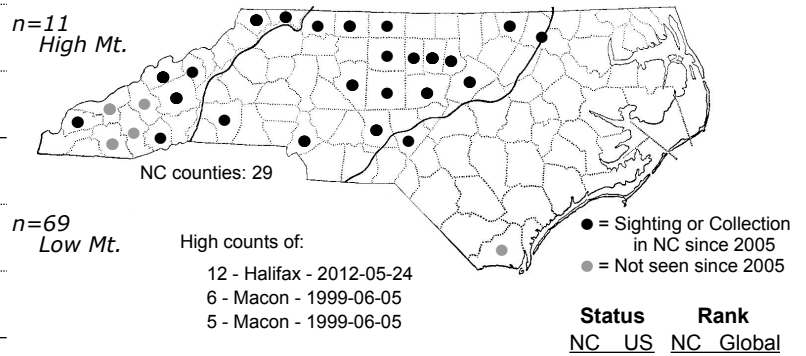 n=11
High Mt.
NC counties: 29
n=69
Low Mt.
High counts of:
12 - Halifax - 2012-05-24
6 - Macon - 1999-06-05
5 - Macon - 1999-06-05
= Sighting or Collection
in NC since 2005
= Not seen since 2005
Status Rank
NC US NC Global